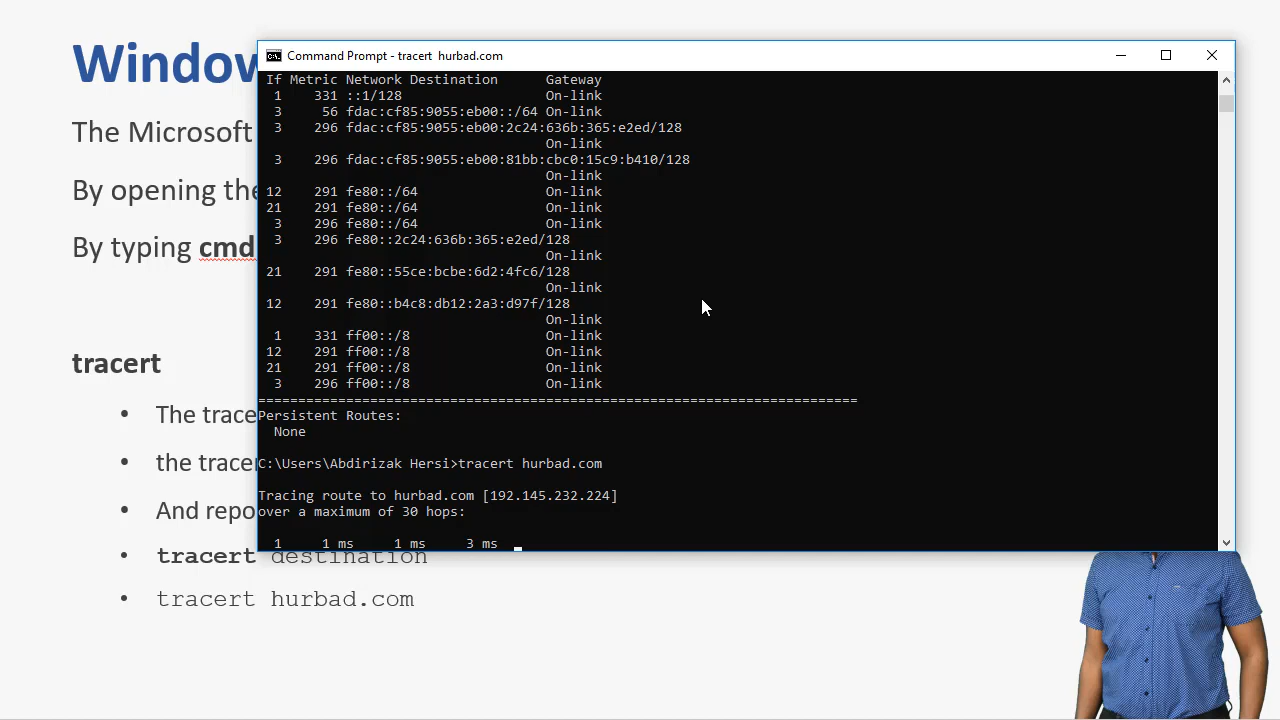 Window
The Microsoft
By opening the
By typing cmd
tracert
• The trace
• the tracer
• And repo
• tracert destination
• tracert hurbad.com
Command Prompt - tracert hurbad.com
If Metric Network Destination Gateway
1 331 ::1/128 On-link
3 56 fdac:cf85:9055:eb00::/64 On-link
3 296 fdac:cf85:9055:eb00:2c24:636b:365:e2ed/128
On-link
3 296 fdac:cf85:9055:eb00:81bb:cbc0:15c9:b410/128
On-link
12 291 fe80::/64 On-link
21 291 fe80::/64 On-link
3 296 fe80::/64 On-link
3 296 fe80::2c24:636b:365:e2ed/128
On-link
21 291 fe80::55ce:bcbe:6d2:4fc6/128
On-link
12 291 fe80::b4c8:db12:2a3:d97f/128
On-link
1 331 ff00::/8 On-link
12 291 ff00::/8 On-link
21 291 ff00::/8 On-link
3 296 ff00::/8 On-link
===========================================================================
Persistent Routes:
None
C:\Users\Abdirizak Hersi>tracert hurbad.com
Tracing route to hurbad.com [192.145.232.224]
over a maximum of 30 hops:
1 1 ms 1 ms 3 ms